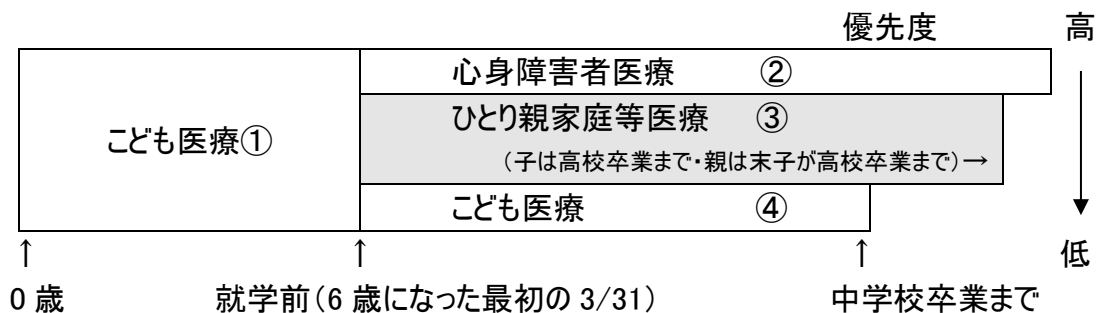 優先度 高
心身障害者医療 ②
ひとり親家庭等医療 ③
こども医療①
(子は高校卒業まで・親は末子が高校卒業まで)→
こども医療 ④
↑ ↑ ↑ 低
0歳 就学前(6歳になった最初の3/31) 中学校卒業まで